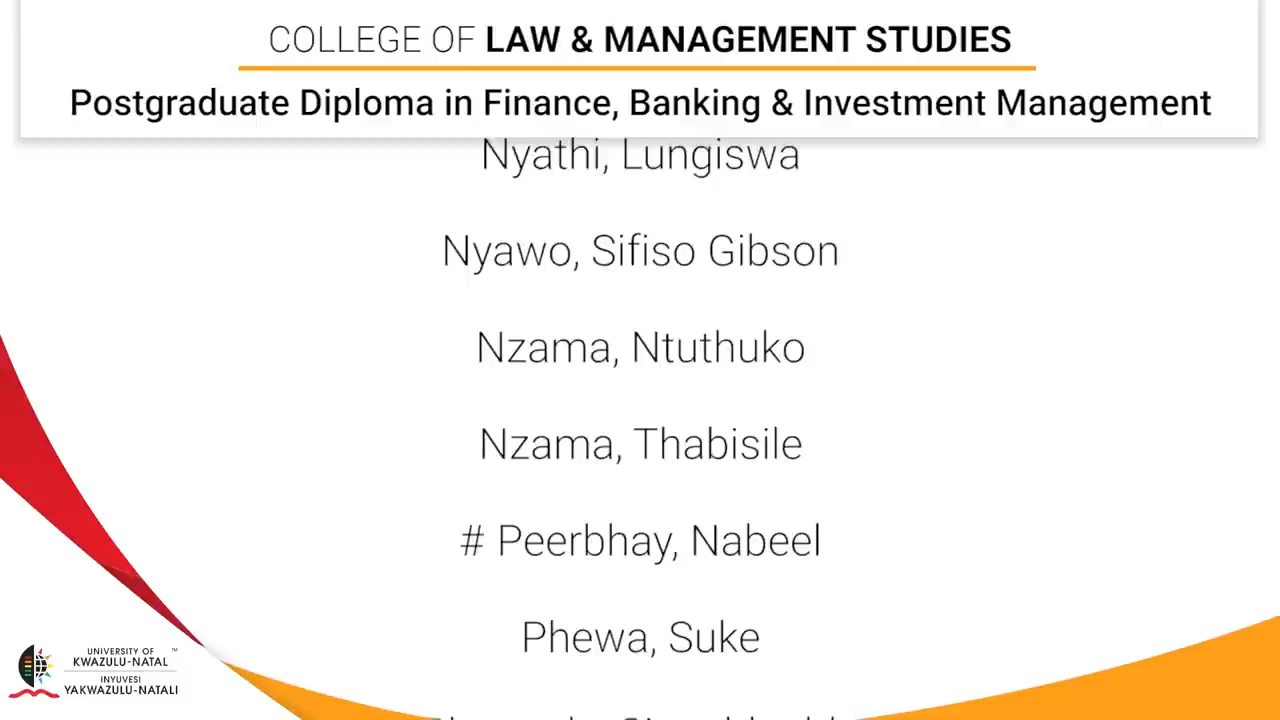 COLLEGE OF LAW & MANAGEMENT STUDIES
Postgraduate Diploma in Finance, Banking & Investment Management
Nyathi, Lungiswa
Nyawo, Sifiso Gibson
Nzama, Ntuthuko
Nzama, Thabisile
# Peerbhay, Nabeel
Phewa, Suke
UNIVERSITY OF ™
KWAZULU-NATAL
INYUVESI
YAKWAZULU-NATALI